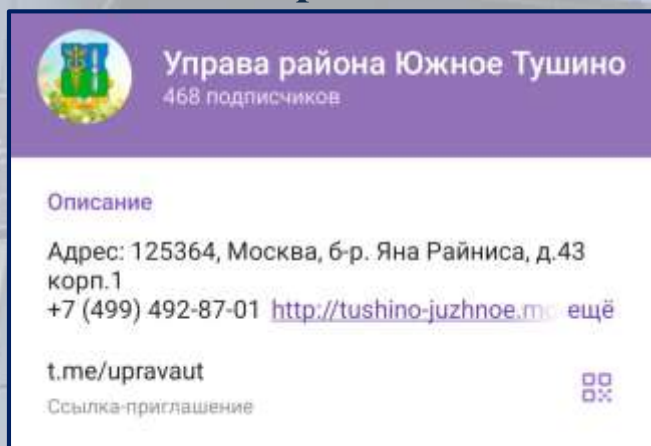 Управа района Южное Тушино
468 подписчиков
Описание
Адрес: 125364, Москва, б-р. Яна Райниса, д.43
корп.1
+7 (499) 492-87-01 http://tushino-juzhnoe.mo ещё
t.me/upravaut
Ссылка-приглашение